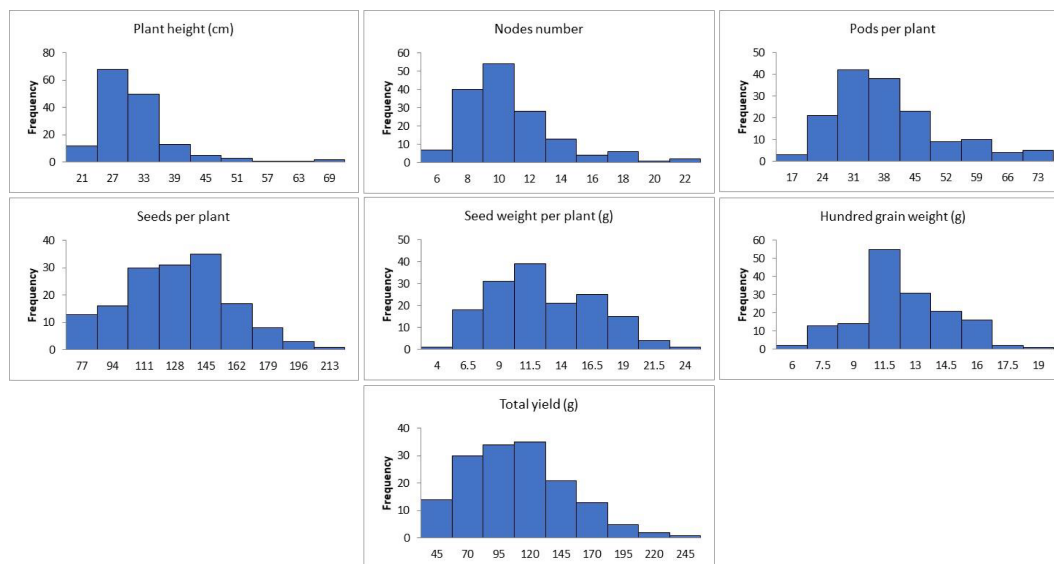 Plant height (cm)
Frequency
80
60
40
20
0
21 27 33 39 45 51 57 63 69
Nodes number
Frequency
60
50
40
30
20
10
0
6 8 10 12 14 16 18 20 22
Pods per plant
Frequency
50
40
30
20
10
0
17 24 31 38 45 52 59 66 73
Seeds per plant
Frequency
40
30
20
10
0
77 94 111 128 145 162 179 196 213
Seed weight per plant (g)
Frequency
50
40
30
20
10
0
4 6.5 9 11.5 14 16.5 19 21.5 24
Hundred grain weight (g)
Frequency
60
50
40
30
20
10
0
6 7.5 9 11.5 13 14.5 16 17.5 19
Total yield (g)
Frequency
40
30
20
10
0
45 70 95 120 145 170 195 220 245